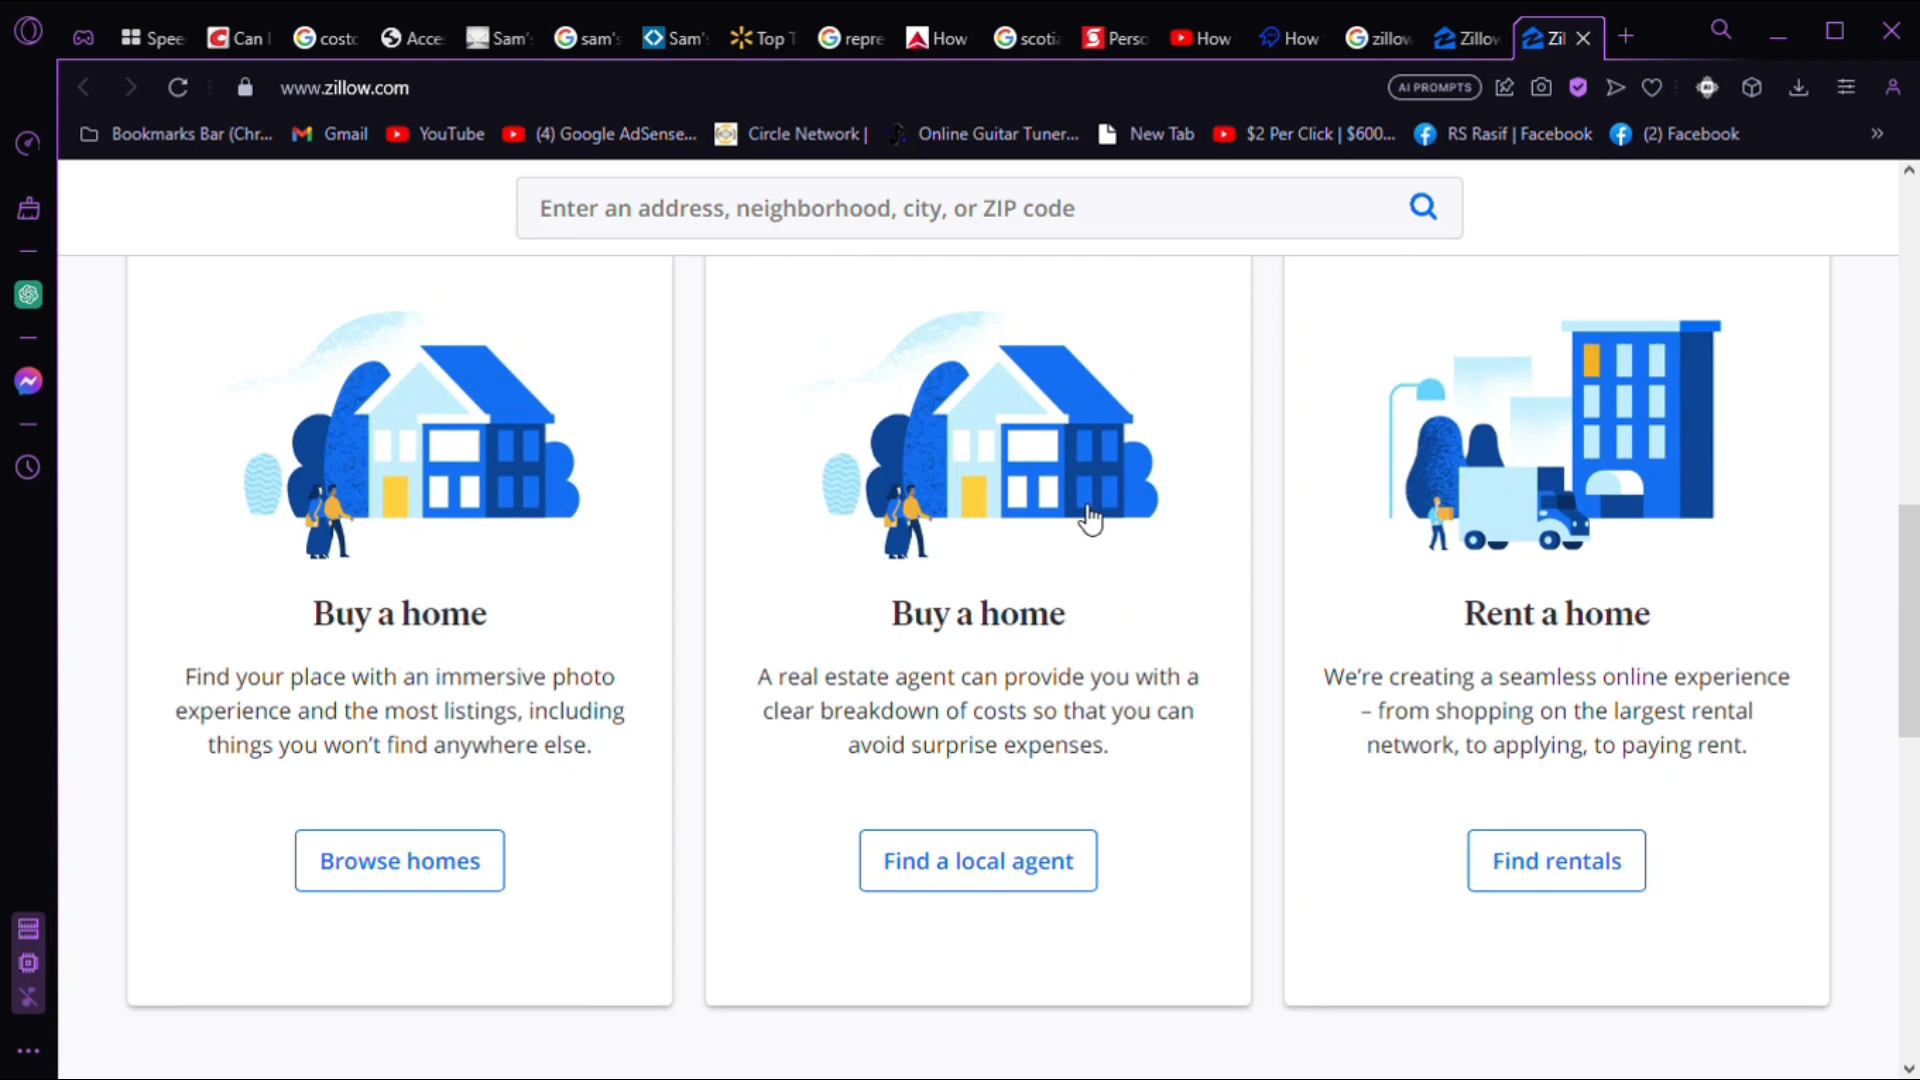 Spee
Can I
costc
Acce
Sam's
sam's
Sam'
Top T
repre
How
scoti
Perso
How
How
zillow
Zillow
Zil
www.zillow.com
AI PROMPTS
Bookmarks Bar (Chr...
Gmail
YouTube
(4) Google AdSense...
Circle Network |
Online Guitar Tuner...
New Tab
$2 Per Click | $600...
RS Rasif | Facebook
(2) Facebook
Enter an address, neighborhood, city, or ZIP code
Buy a home
Find your place with an immersive photo
experience and the most listings, including
things you won't find anywhere else.
Browse homes
Buy a home
A real estate agent can provide you with a
clear breakdown of costs so that you can
avoid surprise expenses.
Find a local agent
Rent a home
We're creating a seamless online experience
– from shopping on the largest rental
network, to applying, to paying rent.
Find rentals